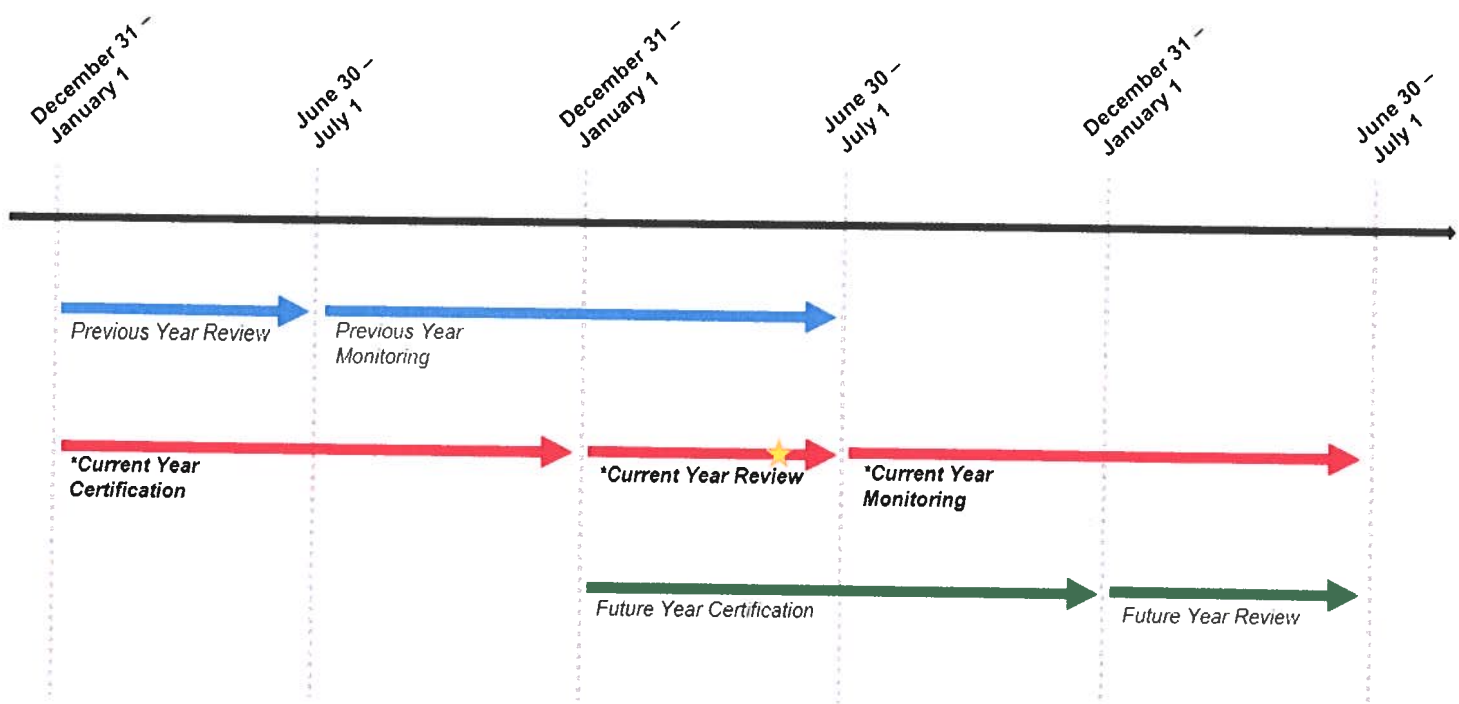 December 31 –
January 1
June 30 –
July 1
December 31 –
January 1
June 30 –
July 1
December 31 –
January 1
June 30 –
July 1
Previous Year Review
Previous Year
Monitoring
*Current Year
Certification
*Current Year Review
*Current Year
Monitoring
Future Year Certification
Future Year Review